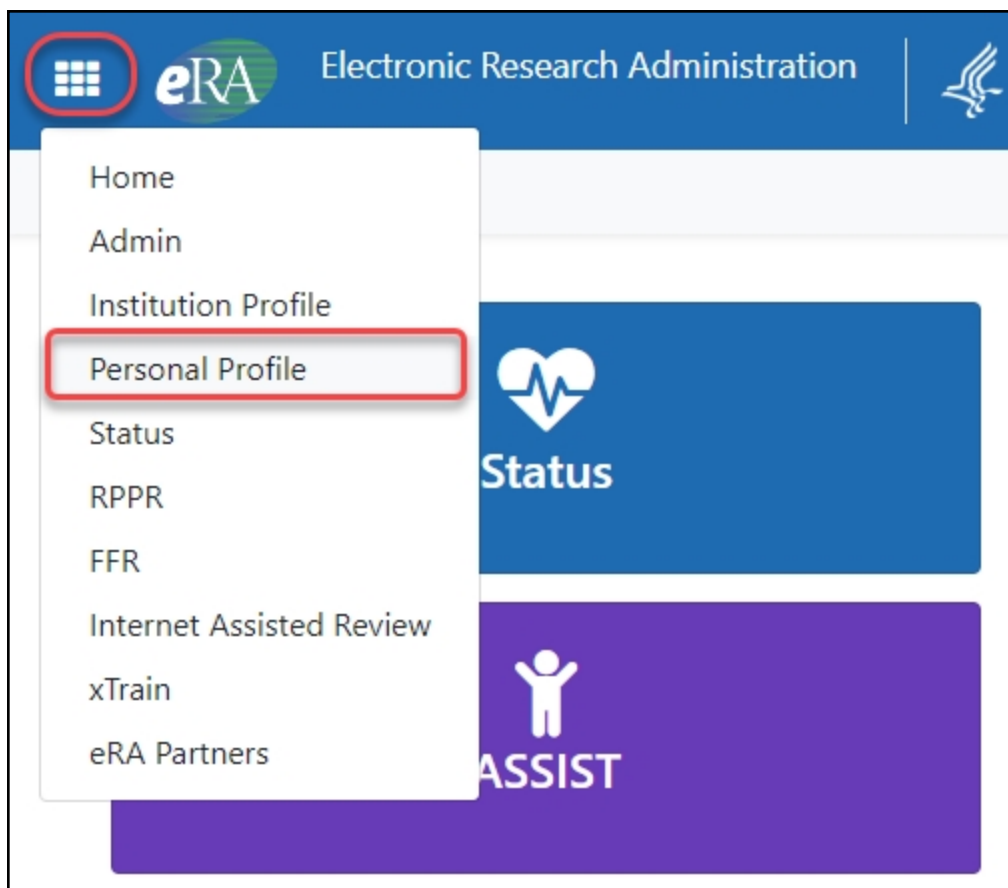 eRA Electronic Research Administration
Home
Admin
Institution Profile
Personal Profile
Status
RPPR
FFR
Internet Assisted Review
xTrain
eRA Partners
Status
ASSIST